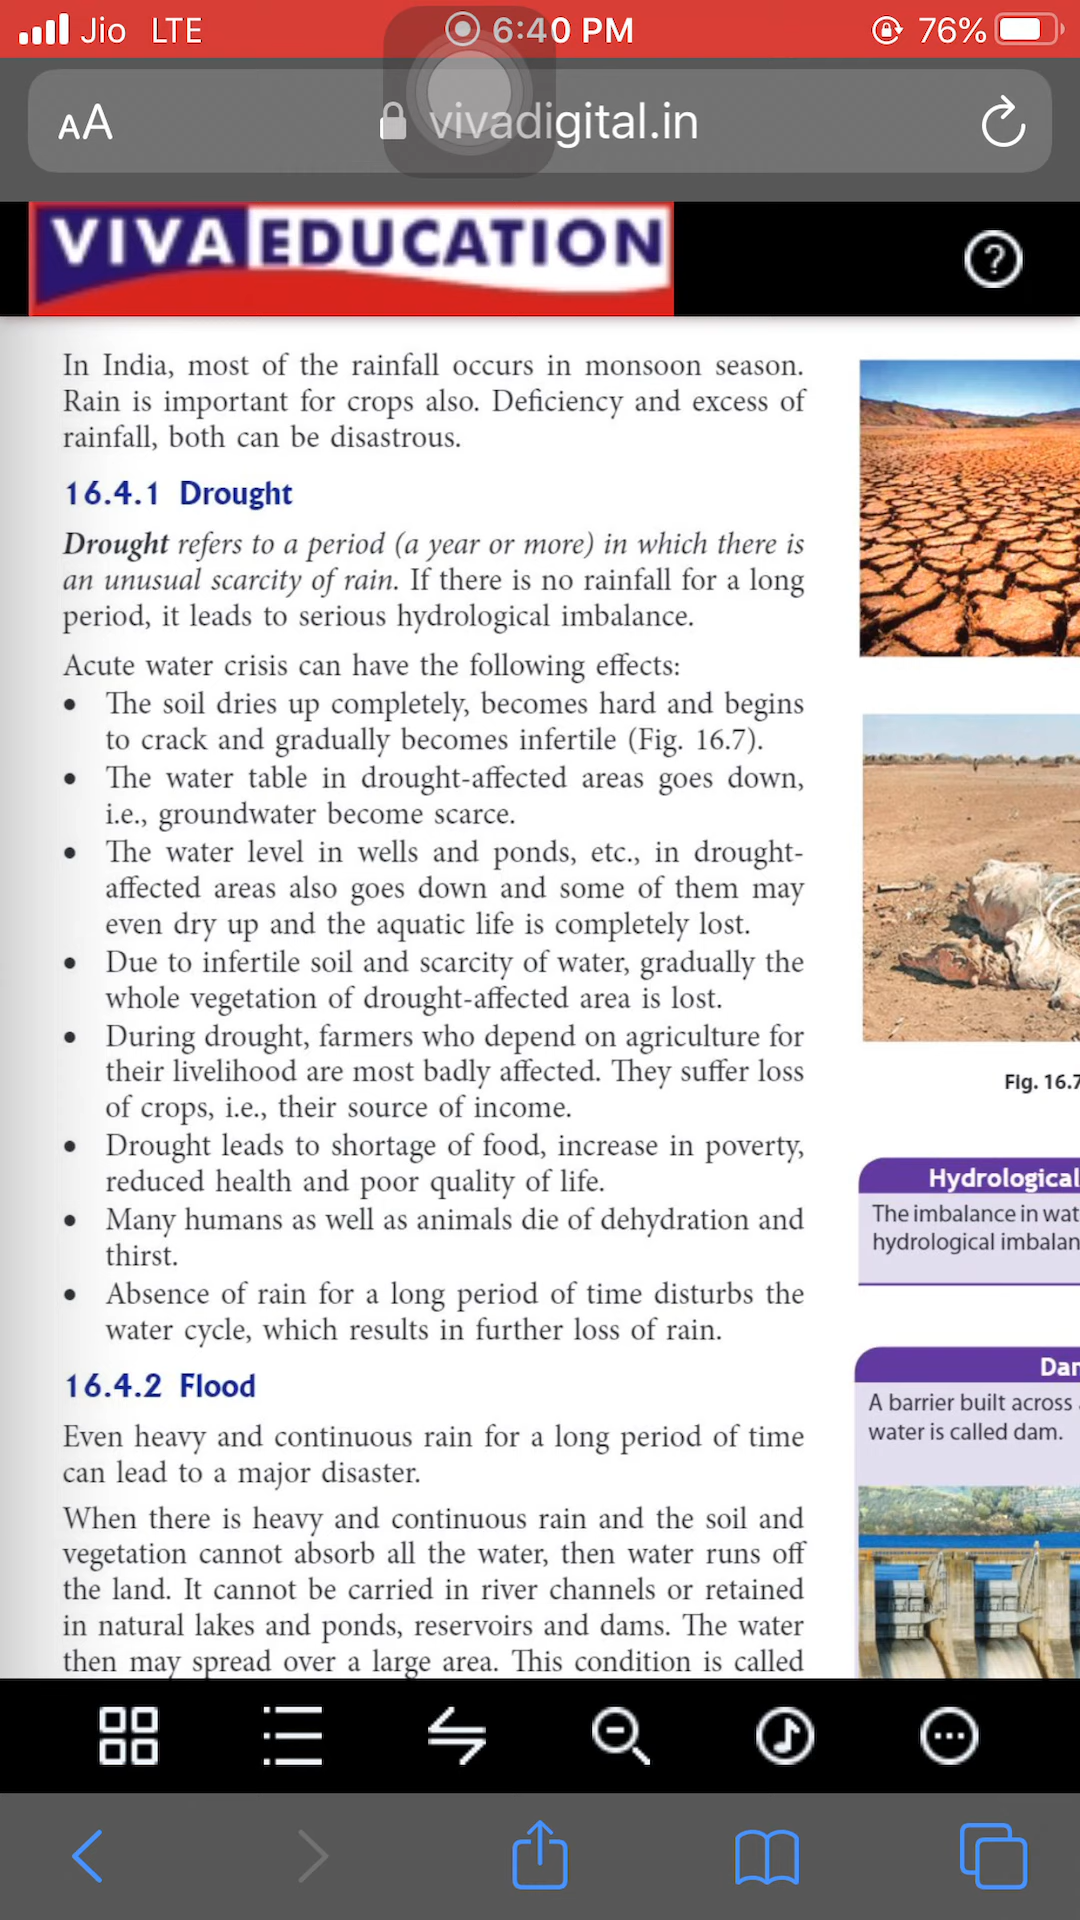 Jio LTE
6:40 PM
76%
AA
vivadigital.in
VIVA EDUCATION
?
In India, most of the rainfall occurs in monsoon season.
Rain is important for crops also. Deficiency and excess of
rainfall, both can be disastrous.
16.4.1 Drought
Drought refers to a period (a year or more) in which there is
an unusual scarcity of rain. If there is no rainfall for a long
period, it leads to serious hydrological imbalance.
Acute water crisis can have the following effects:
• The soil dries up completely, becomes hard and begins
to crack and gradually becomes infertile (Fig. 16.7).
• The water table in drought-affected areas goes down,
i.e., groundwater become scarce.
• The water level in wells and ponds, etc., in drought-
affected areas also goes down and some of them may
even dry up and the aquatic life is completely lost.
• Due to infertile soil and scarcity of water, gradually the
whole vegetation of drought-affected area is lost.
• During drought, farmers who depend on agriculture for
their livelihood are most badly affected. They suffer loss
of crops, i.e., their source of income.
• Drought leads to shortage of food, increase in poverty,
reduced health and poor quality of life.
• Many humans as well as animals die of dehydration and
thirst.
• Absence of rain for a long period of time disturbs the
water cycle, which results in further loss of rain.
16.4.2 Flood
Even heavy and continuous rain for a long period of time
can lead to a major disaster.
When there is heavy and continuous rain and the soil and
vegetation cannot absorb all the water, then water runs off
the land. It cannot be carried in river channels or retained
in natural lakes and ponds, reservoirs and dams. The water
then may spread over a large area. This condition is called
Fig. 16.7
Hydrological
The imbalance in wat
hydrological imbalan
Dam
A barrier built across
water is called dam.